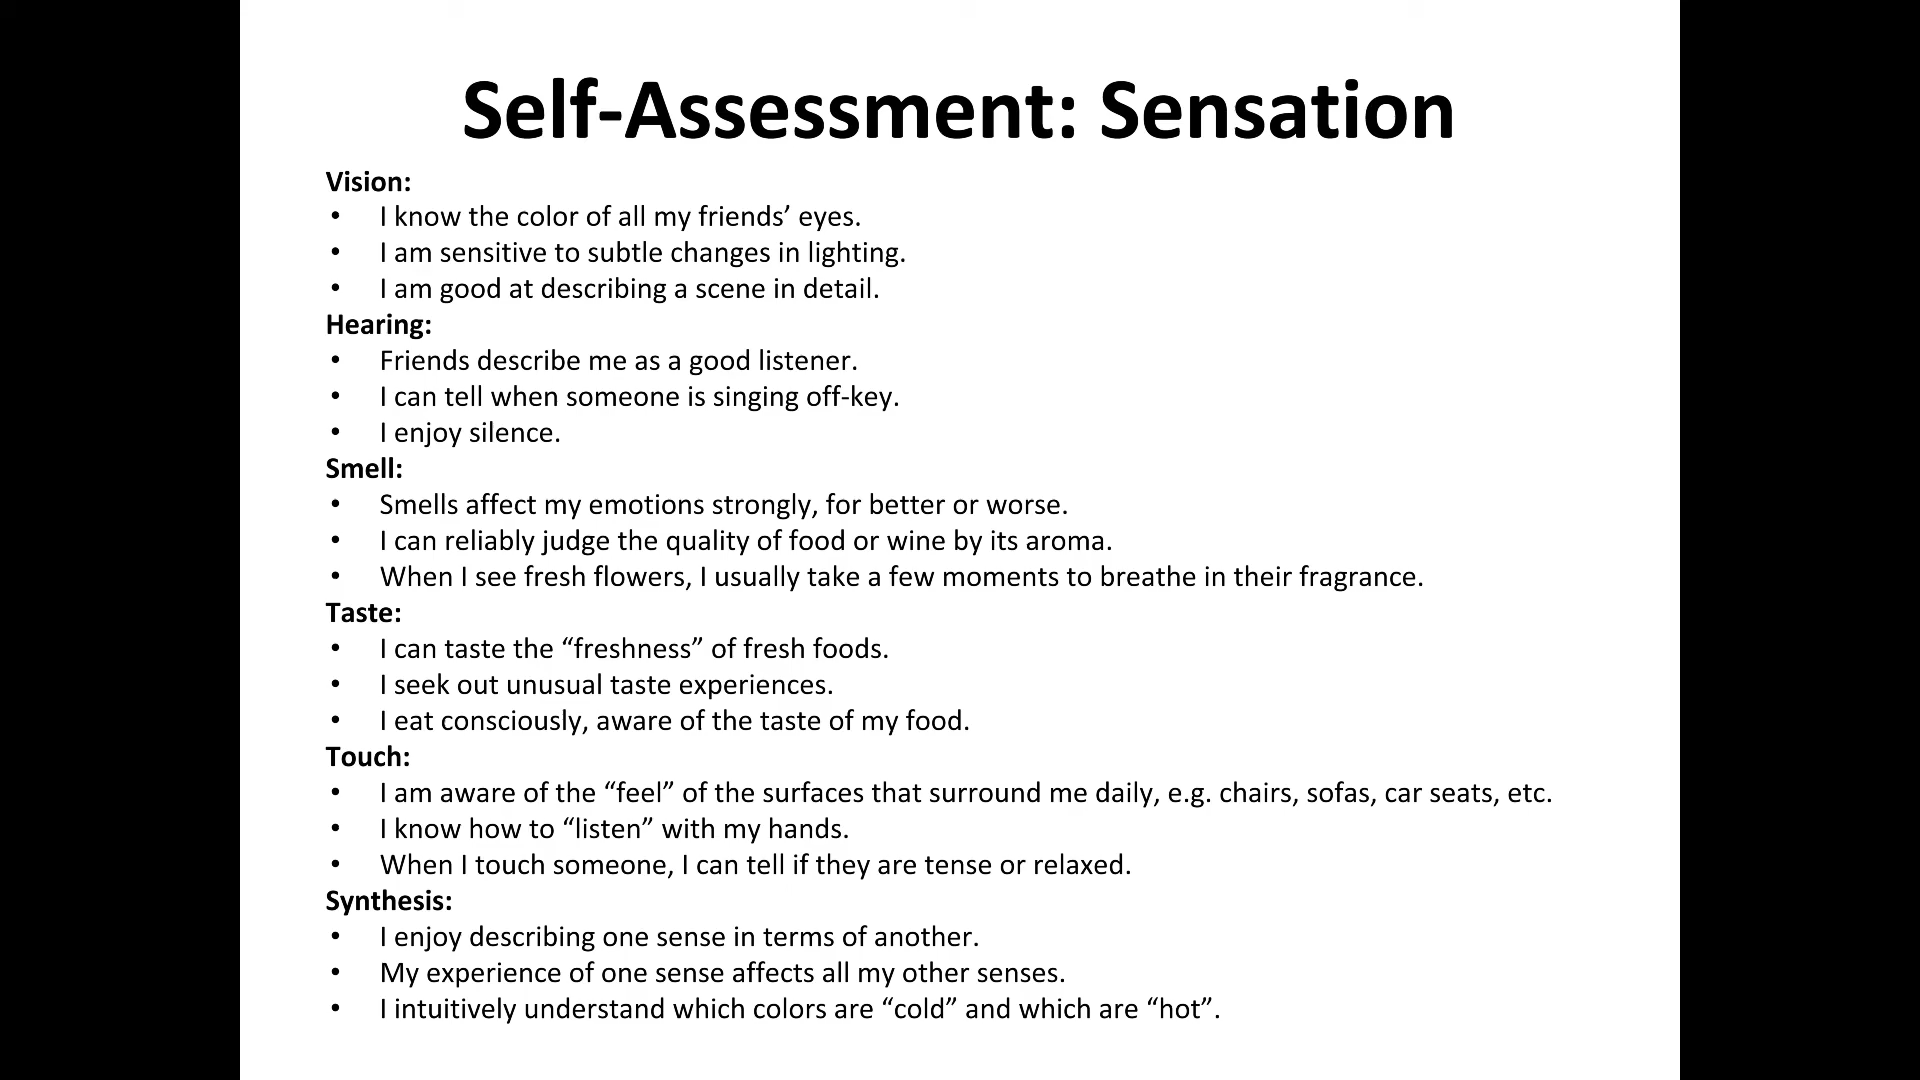 Self-Assessment: Sensation
Vision:
• I know the color of all my friends’ eyes.
• I am sensitive to subtle changes in lighting.
• I am good at describing a scene in detail.
Hearing:
• Friends describe me as a good listener.
• I can tell when someone is singing off-key.
• I enjoy silence.
Smell:
• Smells affect my emotions strongly, for better or worse.
• I can reliably judge the quality of food or wine by its aroma.
• When I see fresh flowers, I usually take a few moments to breathe in their fragrance.
Taste:
• I can taste the “freshness” of fresh foods.
• I seek out unusual taste experiences.
• I eat consciously, aware of the taste of my food.
Touch:
• I am aware of the “feel” of the surfaces that surround me daily, e.g. chairs, sofas, car seats, etc.
• I know how to “listen” with my hands.
• When I touch someone, I can tell if they are tense or relaxed.
Synthesis:
• I enjoy describing one sense in terms of another.
• My experience of one sense affects all my other senses.
• I intuitively understand which colors are “cold” and which are “hot”.